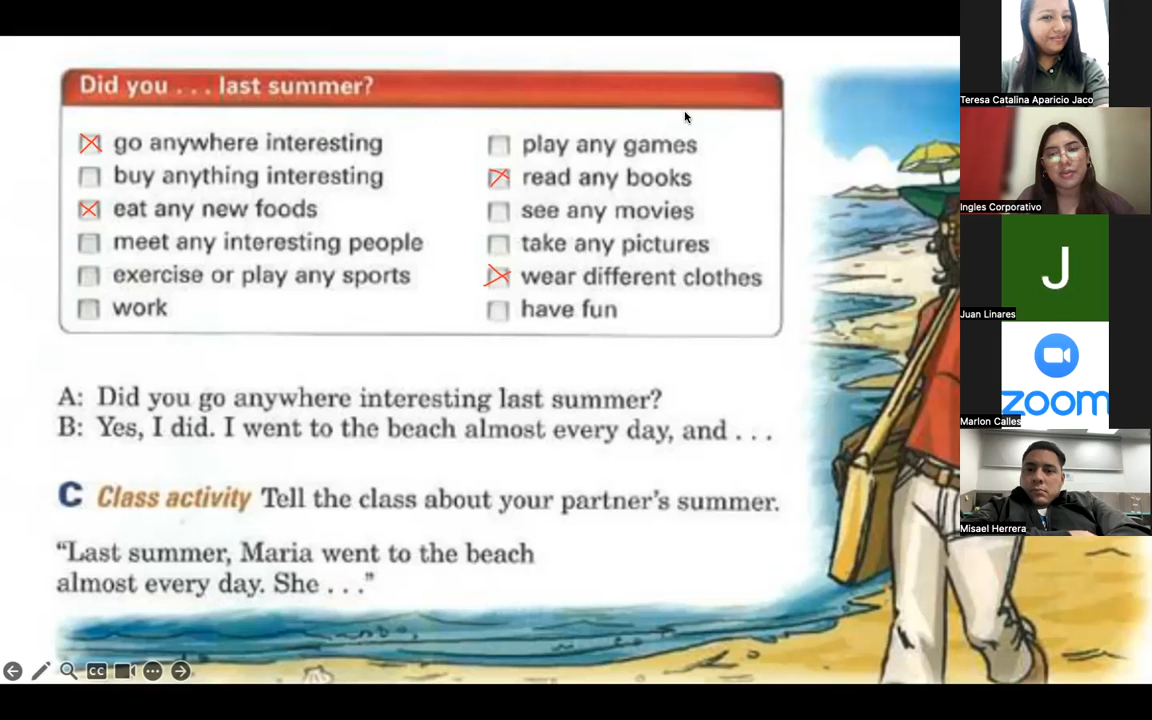 Did you . . . last summer?
go anywhere interesting
buy anything interesting
eat any new foods
meet any interesting people
exercise or play any sports
work
play any games
read any books
see any movies
take any pictures
wear different clothes
have fun
A: Did you go anywhere interesting last summer?
B: Yes, I did. I went to the beach almost every day, and . . .
C Class activity Tell the class about your partner's summer.
“Last summer, Maria went to the beach
almost every day. She . . .”
CC
Teresa Catalina Aparicio Jaco
Ingles Corporativo
J
Juan Linares
zoom
Marlon Calles
Misael Herrera